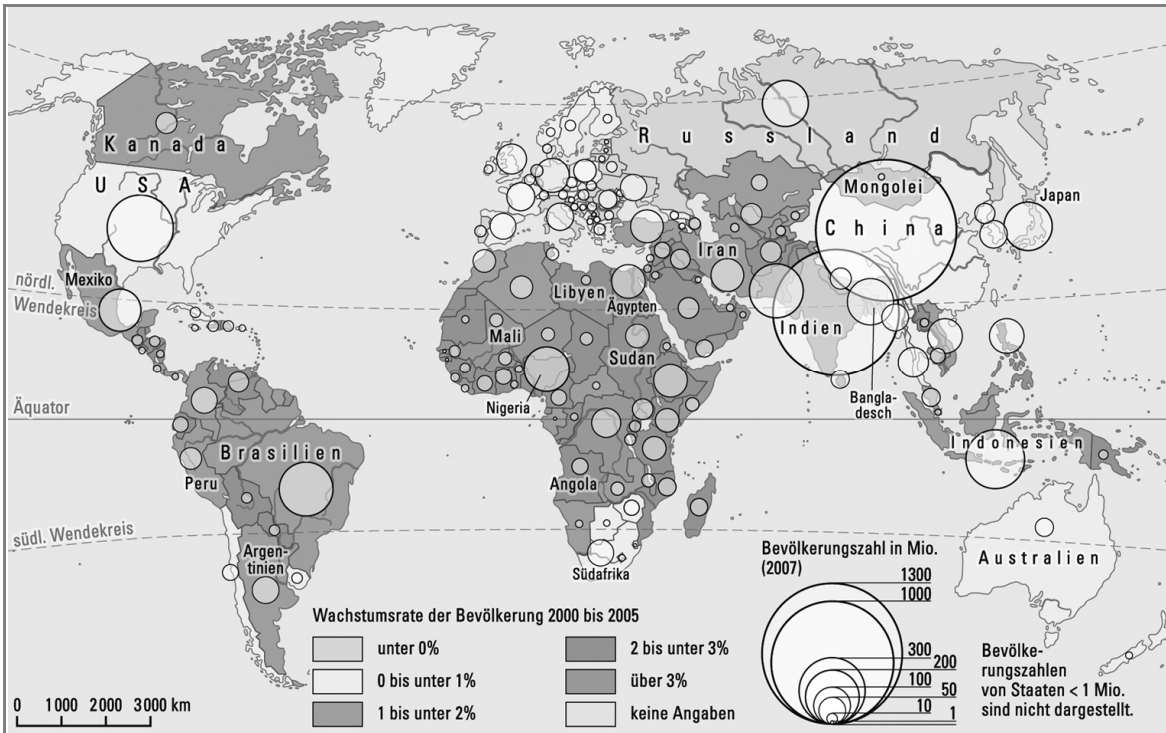 Kanada
USA
Mexiko
nördl.
Wendekreis
Äquator
Brasilien
Peru
südl. Wendekreis
Argen-
tinien
Russland
Mongolei
China
Japan
Iran
Libyen
Ägypten
Mali
Sudan
Nigeria
Indien
Bangla-
desch
Indonesien
Angola
Südafrika
Australien
Wachstumsrate der Bevölkerung 2000 bis 2005
unter 0%
0 bis unter 1%
1 bis unter 2%
2 bis unter 3%
über 3%
keine Angaben
Bevölkerungszahl in Mio.
(2007)
1300
1000
300
200
100
50
10
1
Bevölke-
rungszahlen
von Staaten < 1 Mio.
sind nicht dargestellt.
0 1000 2000 3000 km